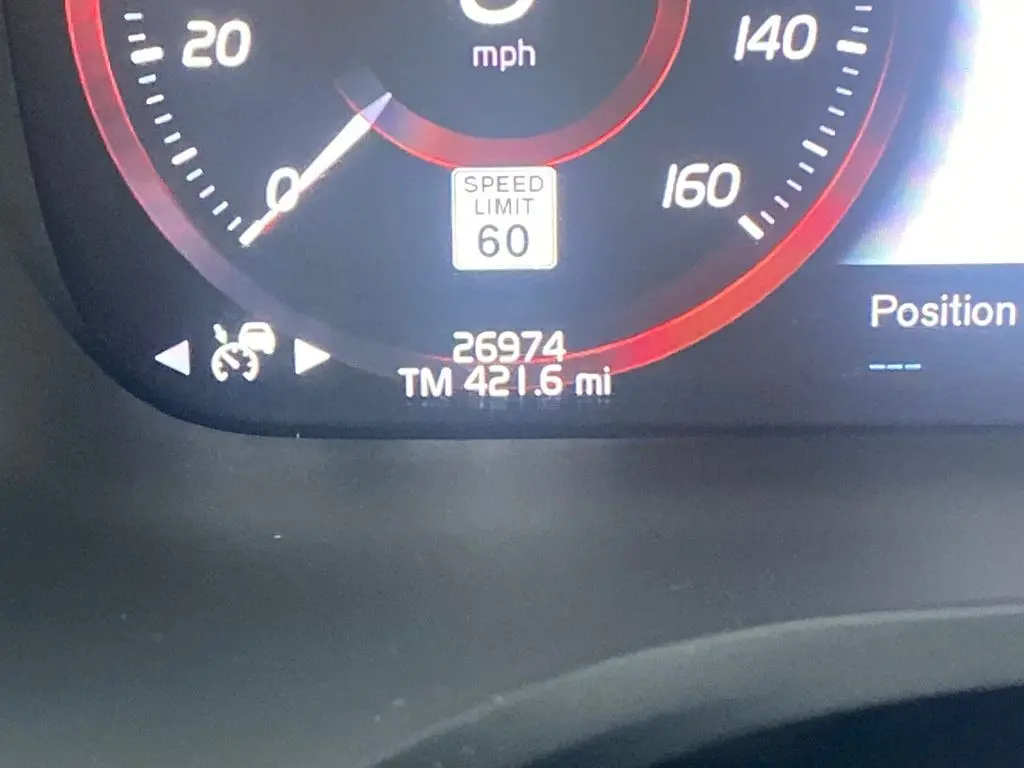 20
140
mph
0
160
SPEED
LIMIT
60
26974
TM 421.6 mi
Position
---